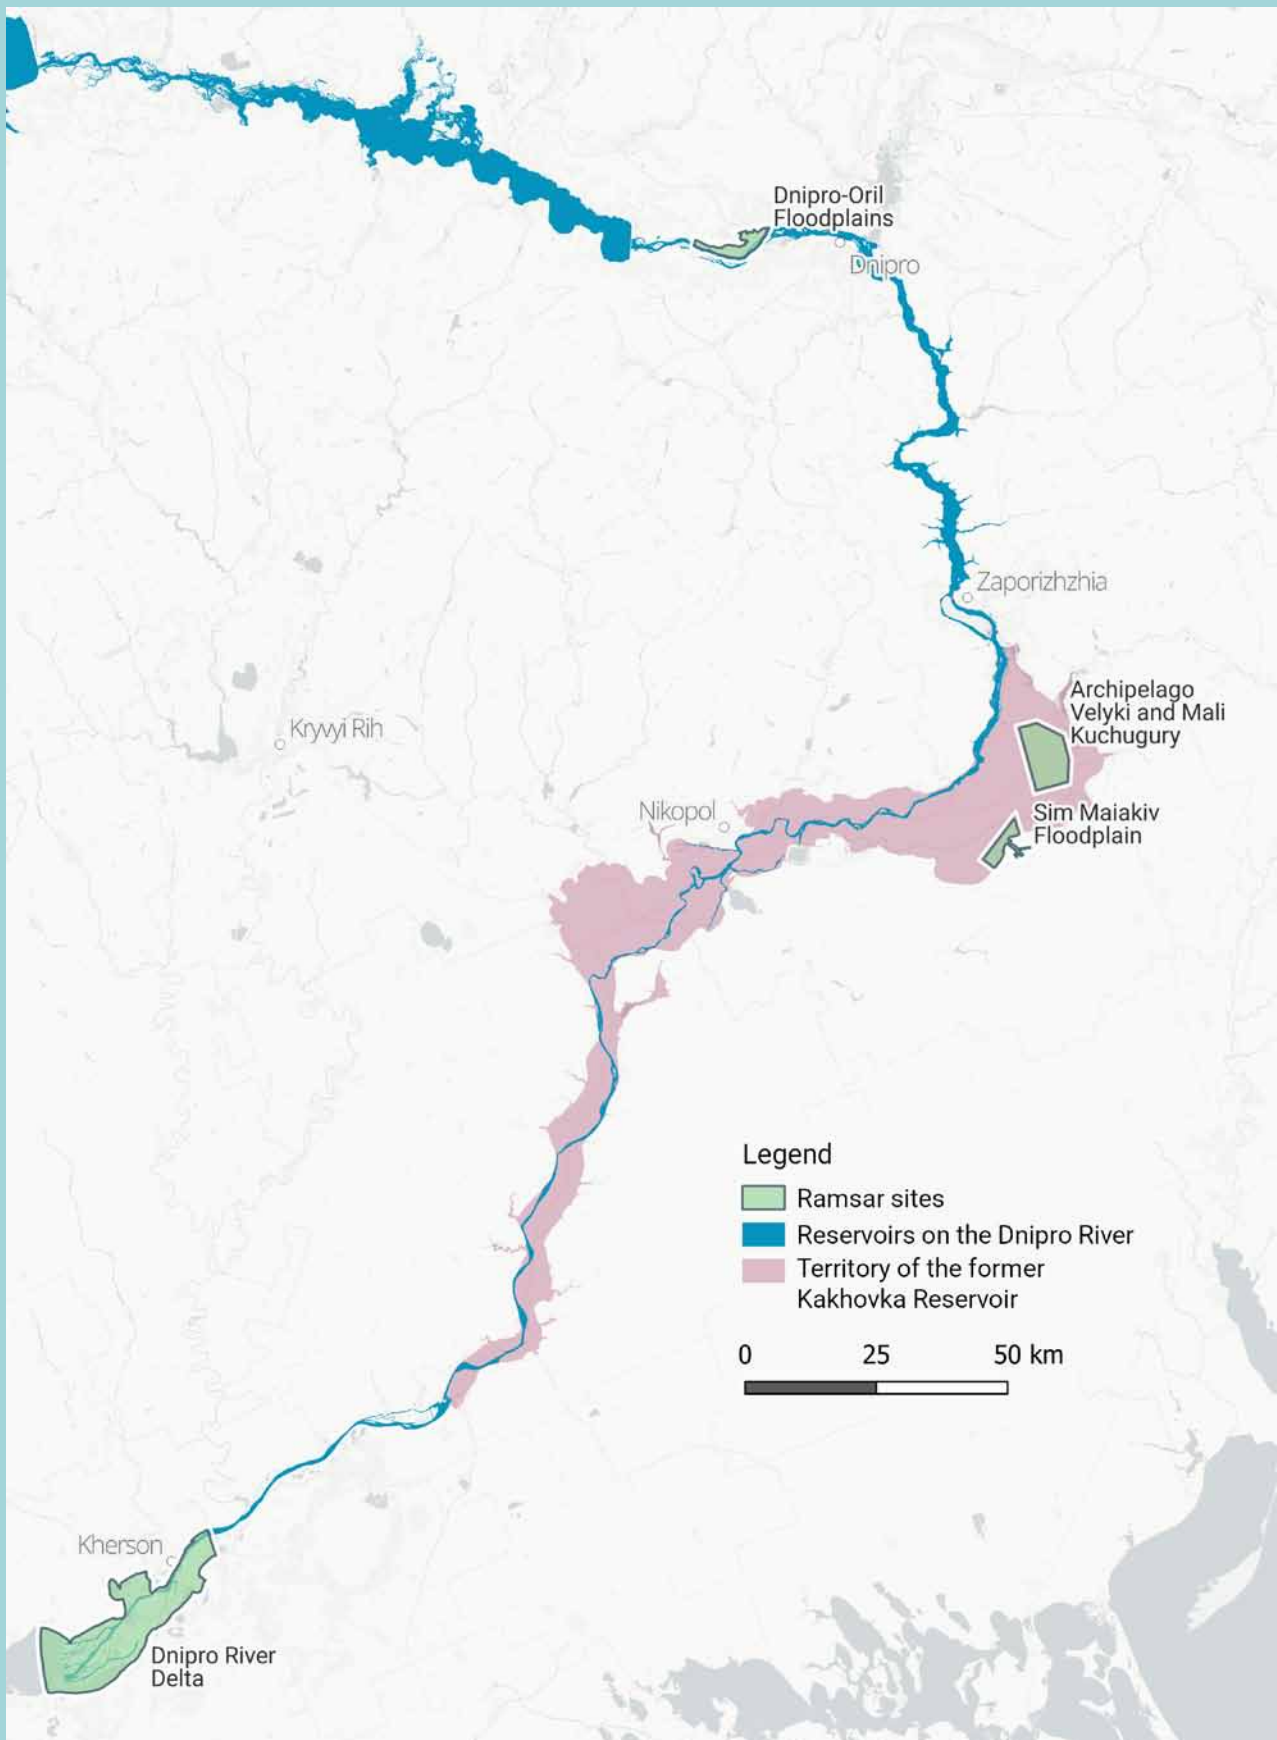 Dnipro-Oril
Floodplains
Dnipro
Zaporizhzhia
Archipelago
Velyki and Mali
Kuchugury
Kryvyi Rih
Nikopol
Sim Maiakiv
Floodplain
Legend
Ramsar sites
Reservoirs on the Dnipro River
Territory of the former
Kakhovka Reservoir
0 25 50 km
Kherson
Dnipro River
Delta